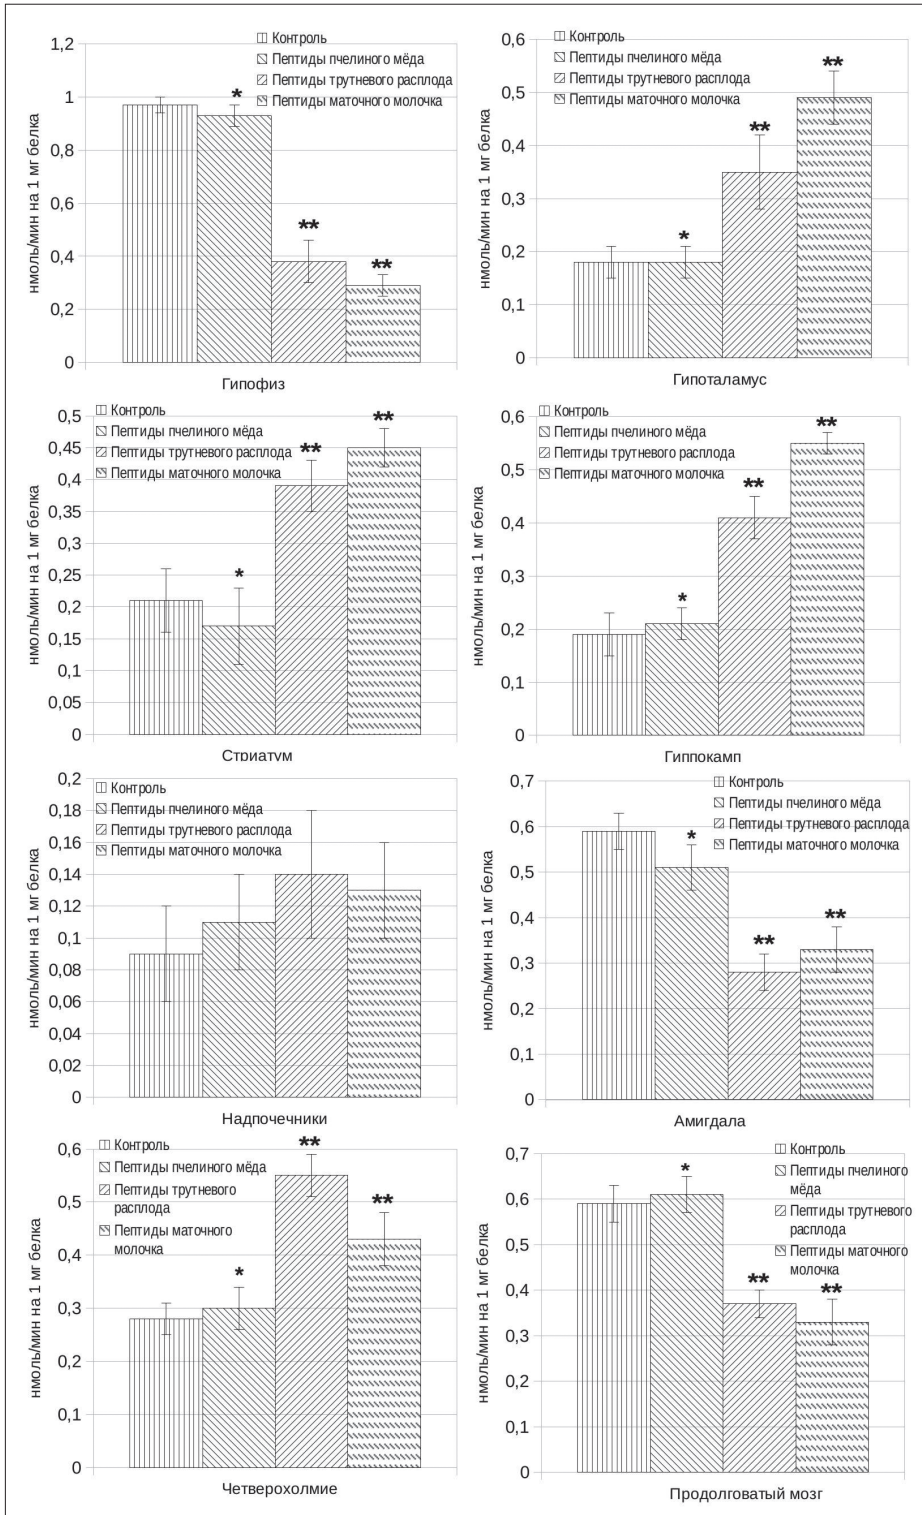 Контроль
Пептиды пчелиного мёда
Пептиды трутневого расплода
Пептиды маточного молочка
нмоль/мин на 1 мг белка
1,2
1
0,8
0,6
0,4
0,2
0
*
**
**
Гипофиз
Контроль
Пептиды пчелиного мёда
Пептиды трутневого расплода
Пептиды маточного молочка
нмоль/мин на 1 мг белка
0,6
0,5
0,4
0,3
0,2
0,1
0
*
**
**
Гипоталамус
Контроль
Пептиды пчелиного мёда
Пептиды трутневого расплода
Пептиды маточного молочка
нмоль/мин на 1 мг белка
0,5
0,45
0,4
0,35
0,3
0,25
0,2
0,15
0,1
0,05
0
*
**
**
Стриатум
Контроль
Пептиды пчелиного мёда
Пептиды трутневого расплода
Пептиды маточного молочка
нмоль/мин на 1 мг белка
0,6
0,5
0,4
0,3
0,2
0,1
0
*
**
**
Гиппокамп
Контроль
Пептиды пчелиного мёда
Пептиды трутневого расплода
Пептиды маточного молочка
нмоль/мин на 1 мг белка
0,2
0,18
0,16
0,14
0,12
0,1
0,08
0,06
0,04
0,02
0
Надпочечники
Контроль
Пептиды пчелиного мёда
Пептиды трутневого расплода
Пептиды маточного молочка
нмоль/мин на 1 мг белка
0,7
0,6
0,5
0,4
0,3
0,2
0,1
0
*
**
**
Амигдала
Контроль
Пептиды пчелиного мёда
Пептиды трутневого
расплода
Пептиды маточного
молочка
нмоль/мин на 1 мг белка
0,6
0,5
0,4
0,3
0,2
0,1
0
*
**
**
Четверохолмие
Контроль
Пептиды пчелиного
мёда
Пептиды трутневого
расплода
Пептиды маточного
молочка
нмоль/мин на 1 мг белка
0,7
0,6
0,5
0,4
0,3
0,2
0,1
0
*
**
**
Продолговатый мозг